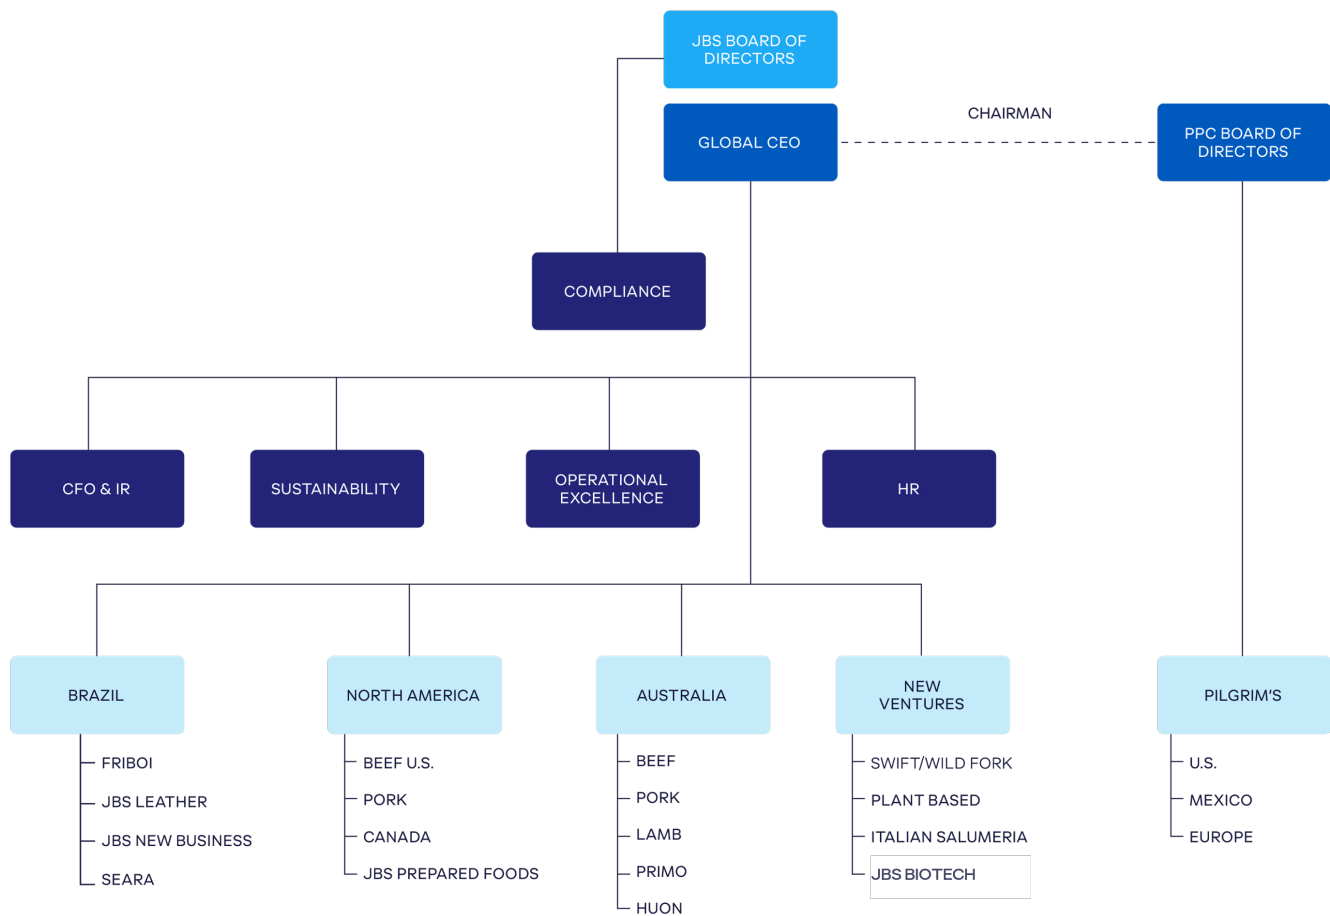 JBS BOARD OF
DIRECTORS
GLOBAL CEO
CHAIRMAN
PPC BOARD OF
DIRECTORS
COMPLIANCE
CFO & IR
SUSTAINABILITY
OPERATIONAL
EXCELLENCE
HR
BRAZIL
FRIBOI
JBS LEATHER
JBS NEW BUSINESS
SEARA
NORTH AMERICA
BEEF U.S.
PORK
CANADA
JBS PREPARED FOODS
AUSTRALIA
BEEF
PORK
LAMB
PRIMO
HUON
NEW
VENTURES
SWIFT/WILD FORK
PLANT BASED
ITALIAN SALUMERIA
JBS BIOTECH
PILGRIM'S
U.S.
MEXICO
EUROPE